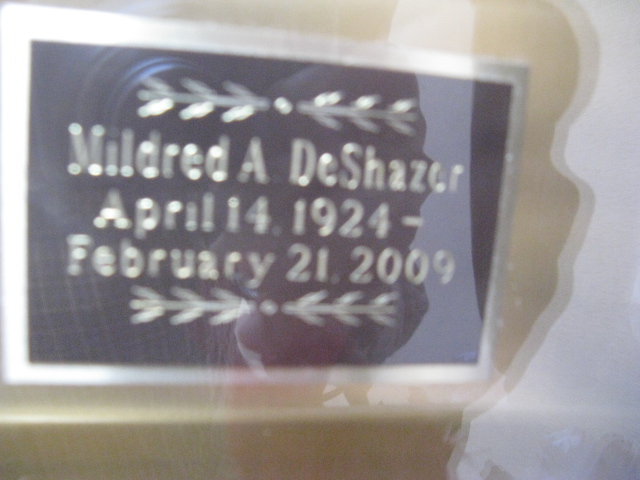 Mildred A DeShazer
April 14, 1924 -
February 21, 2009